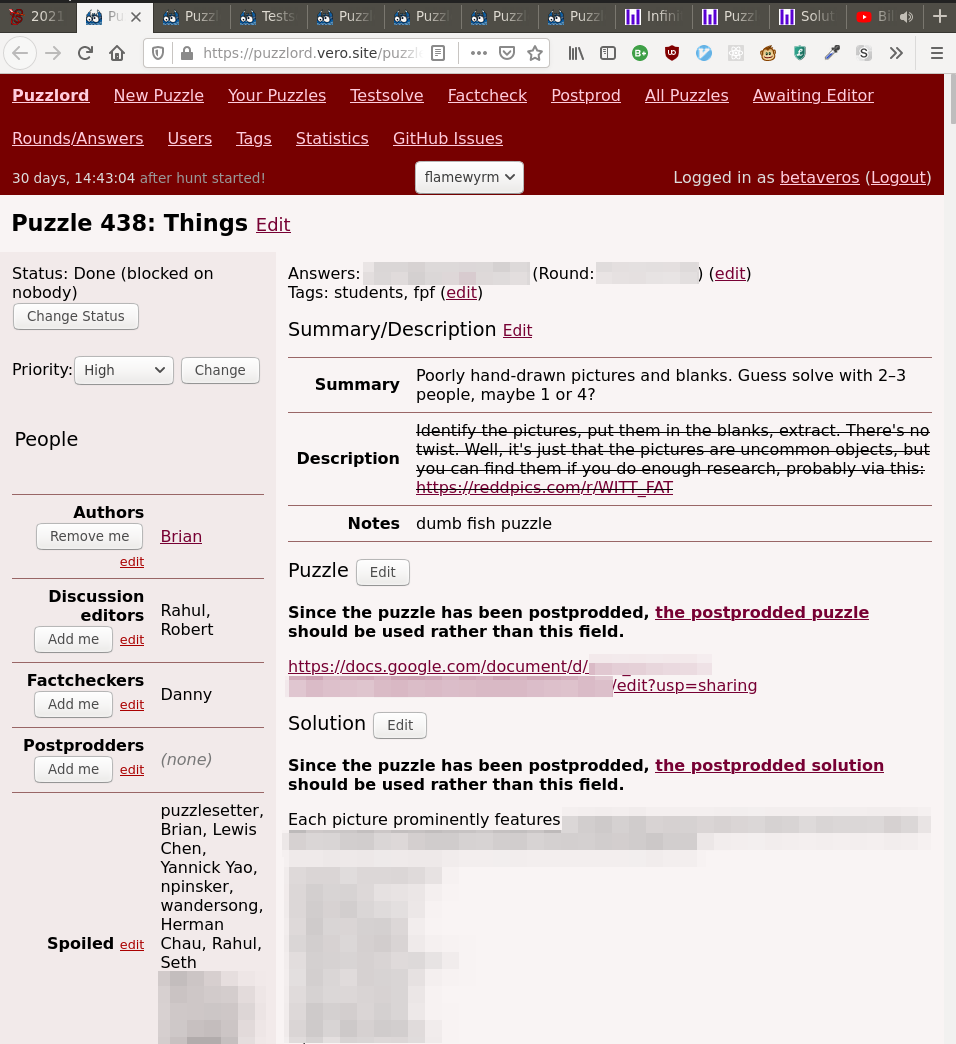 2021
Pu
Puzzl
Tests
Puzzl
Puzzl
Puzzl
Puzzl
Infini
Puzzl
Solut
Bil
https://puzzlord.vero.site/puzzl
Puzzlord New Puzzle Your Puzzles Testsolve Factcheck Postprod All Puzzles Awaiting Editor
Rounds/Answers Users Tags Statistics GitHub Issues
30 days, 14:43:04 after hunt started!
flamewyrm
Logged in as betaveros (Logout)
Puzzle 438: Things Edit
Status: Done (blocked on
nobody)
Change Status
Priority: High Change
People
Authors
Remove me
edit
Brian
Discussion
editors
Add me edit
Rahul,
Robert
Factcheckers
Add me edit
Danny
Postprodders
Add me edit
(none)
Spoiled edit
puzzlesetter,
Brian, Lewis
Chen,
Yannick Yao,
npinsker,
wandersong,
Herman
Chau, Rahul,
Seth
Answers: (Round: ) (edit)
Tags: students, fpf (edit)
Summary/Description Edit
Summary
Poorly hand-drawn pictures and blanks. Guess solve with 2–3
people, maybe 1 or 4?
Description
Identify the pictures, put them in the blanks, extract. There's no
twist. Well, it's just that the pictures are uncommon objects, but
you can find them if you do enough research, probably via this:
https://reddpics.com/r/WITT_FAT
Notes
dumb fish puzzle
Puzzle Edit
Since the puzzle has been postprodded, the postprodded puzzle
should be used rather than this field.
https://docs.google.com/document/d/
/edit?usp=sharing
Solution Edit
Since the puzzle has been postprodded, the postprodded solution
should be used rather than this field.
Each picture prominently features